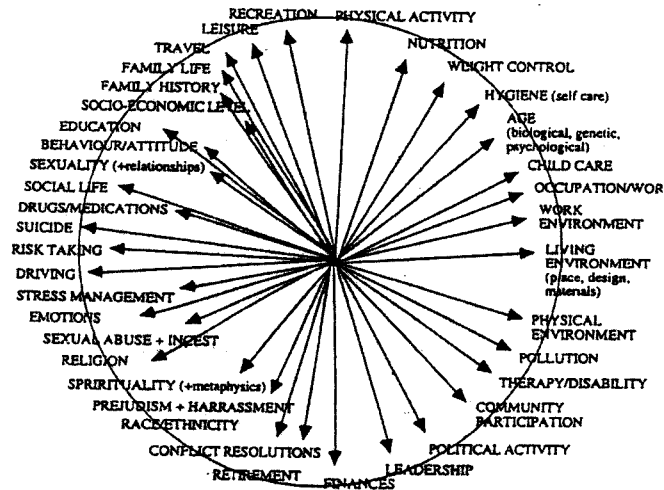 RECREATION
PHYSICAL ACTIVITY
LEISURE
NUTRITION
TRAVEL
FAMILY LIFE
WEIGHT CONTROL
FAMILY HISTORY
HYGIENE (self care)
SOCIO-ECONOMIC LEVEL
AGE
(biological, genetic,
psychological)
EDUCATION
BEHAVIOUR/ATTITUDE
SEXUALITY (+relationships)
CHILD CARE
SOCIAL LIFE
OCCUPATION/WOR
DRUGS/MEDICATIONS
WORK
ENVIRONMENT
SUICIDE
RISK TAKING
LIVING
ENVIRONMENT
(place, design,
materials)
DRIVING
STRESS MANAGEMENT
EMOTIONS
PHYSICAL
ENVIRONMENT
SEXUAL ABUSE + INCEST
RELIGION
POLLUTION
SPRIRITUALITY (+metaphysics)
THERAPY/DISABILITY
PREJUDISM + HARRASSMENT
RACE/ETHNICITY
COMMUNITY
PARTICIPATION
CONFLICT RESOLUTIONS
POLITICAL ACTIVITY
RETIREMENT
LEADERSHIP
FINANCES